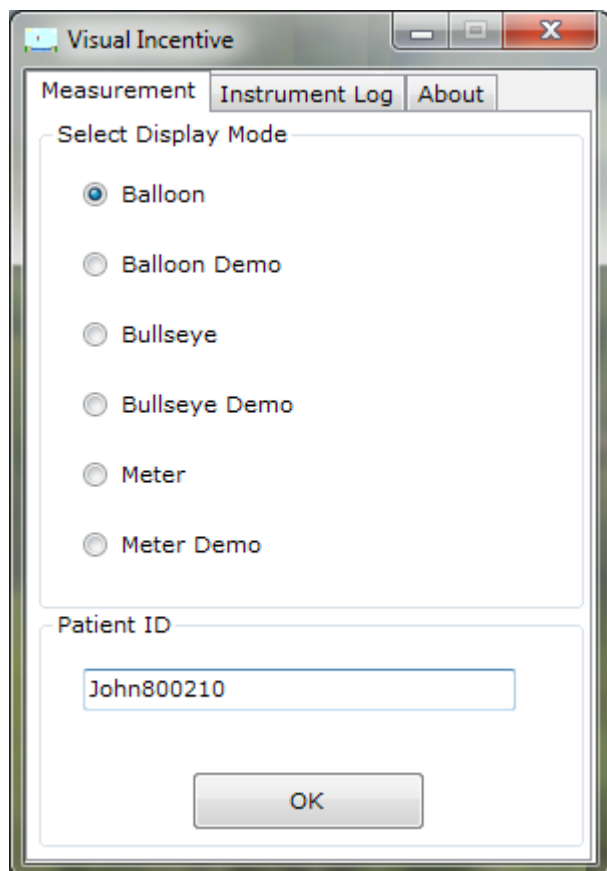 Visual Incentive
Measurement Instrument Log About
Select Display Mode
Balloon
Balloon Demo
Bullseye
Bullseye Demo
Meter
Meter Demo
Patient ID
John800210
OK